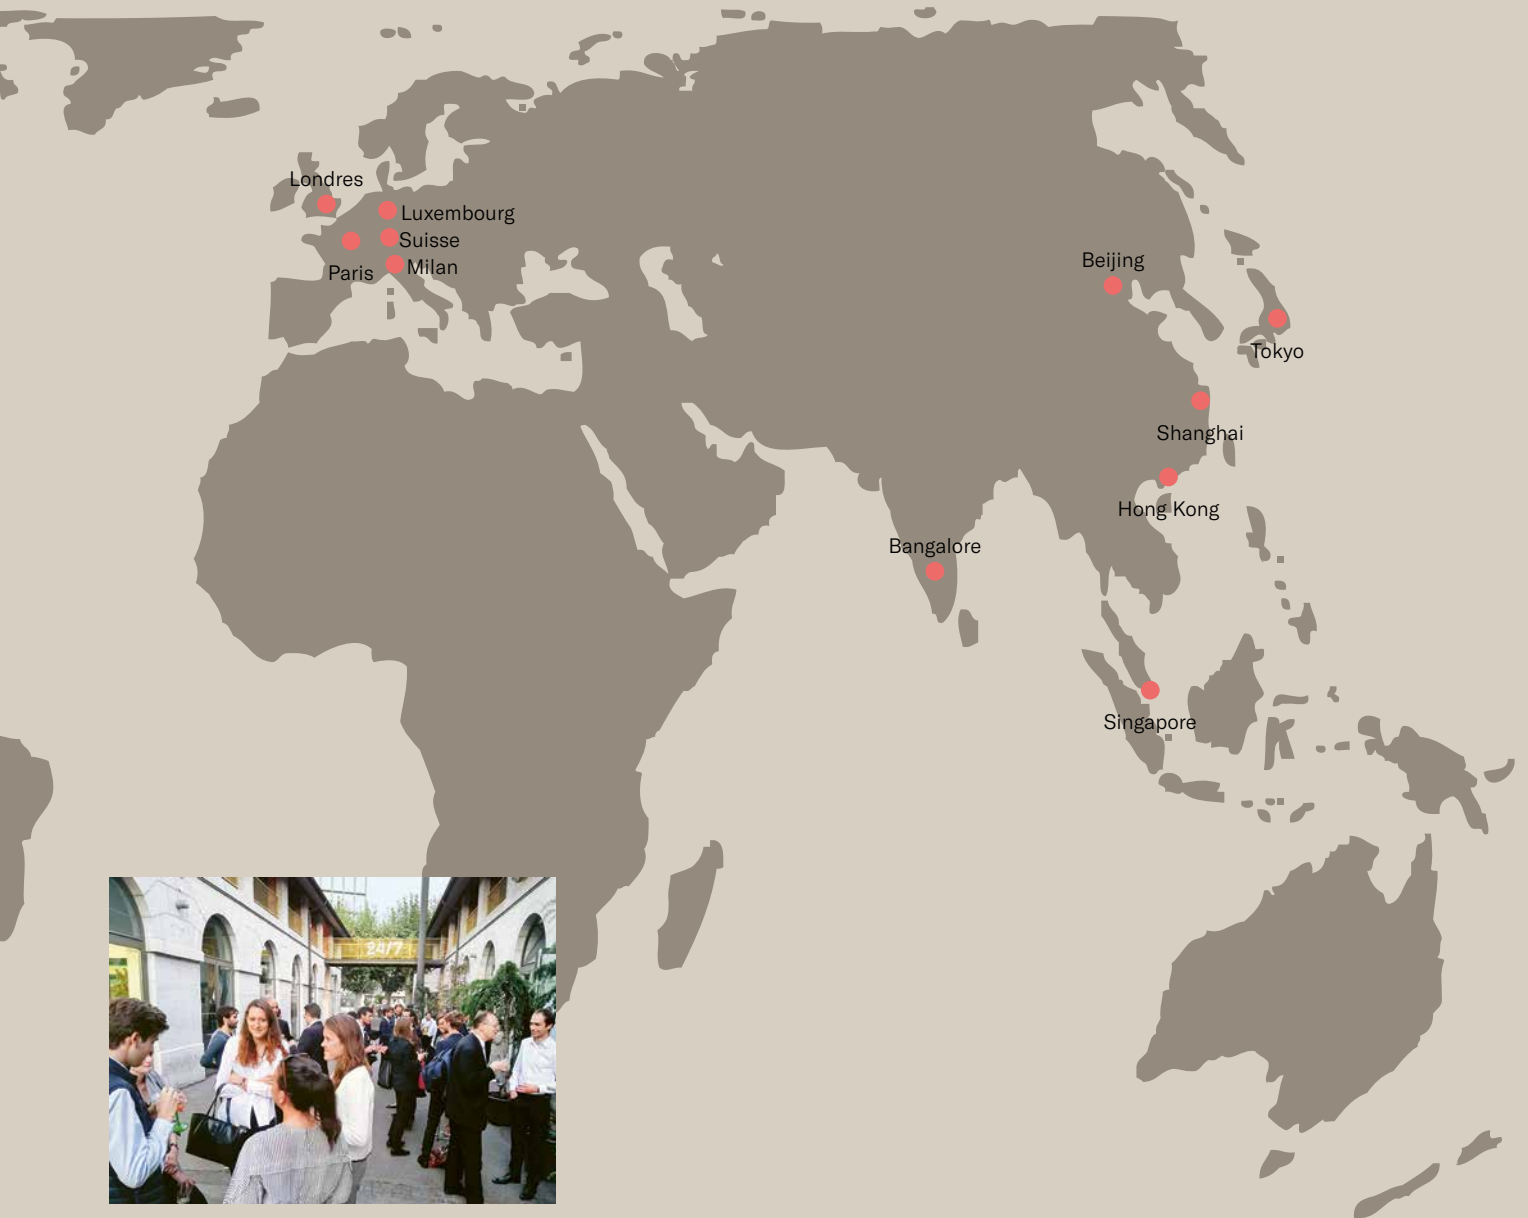 Londres
Luxembourg
Suisse
Paris
Milan
Beijing
Tokyo
Shanghai
Hong Kong
Bangalore
Singapore
24/7